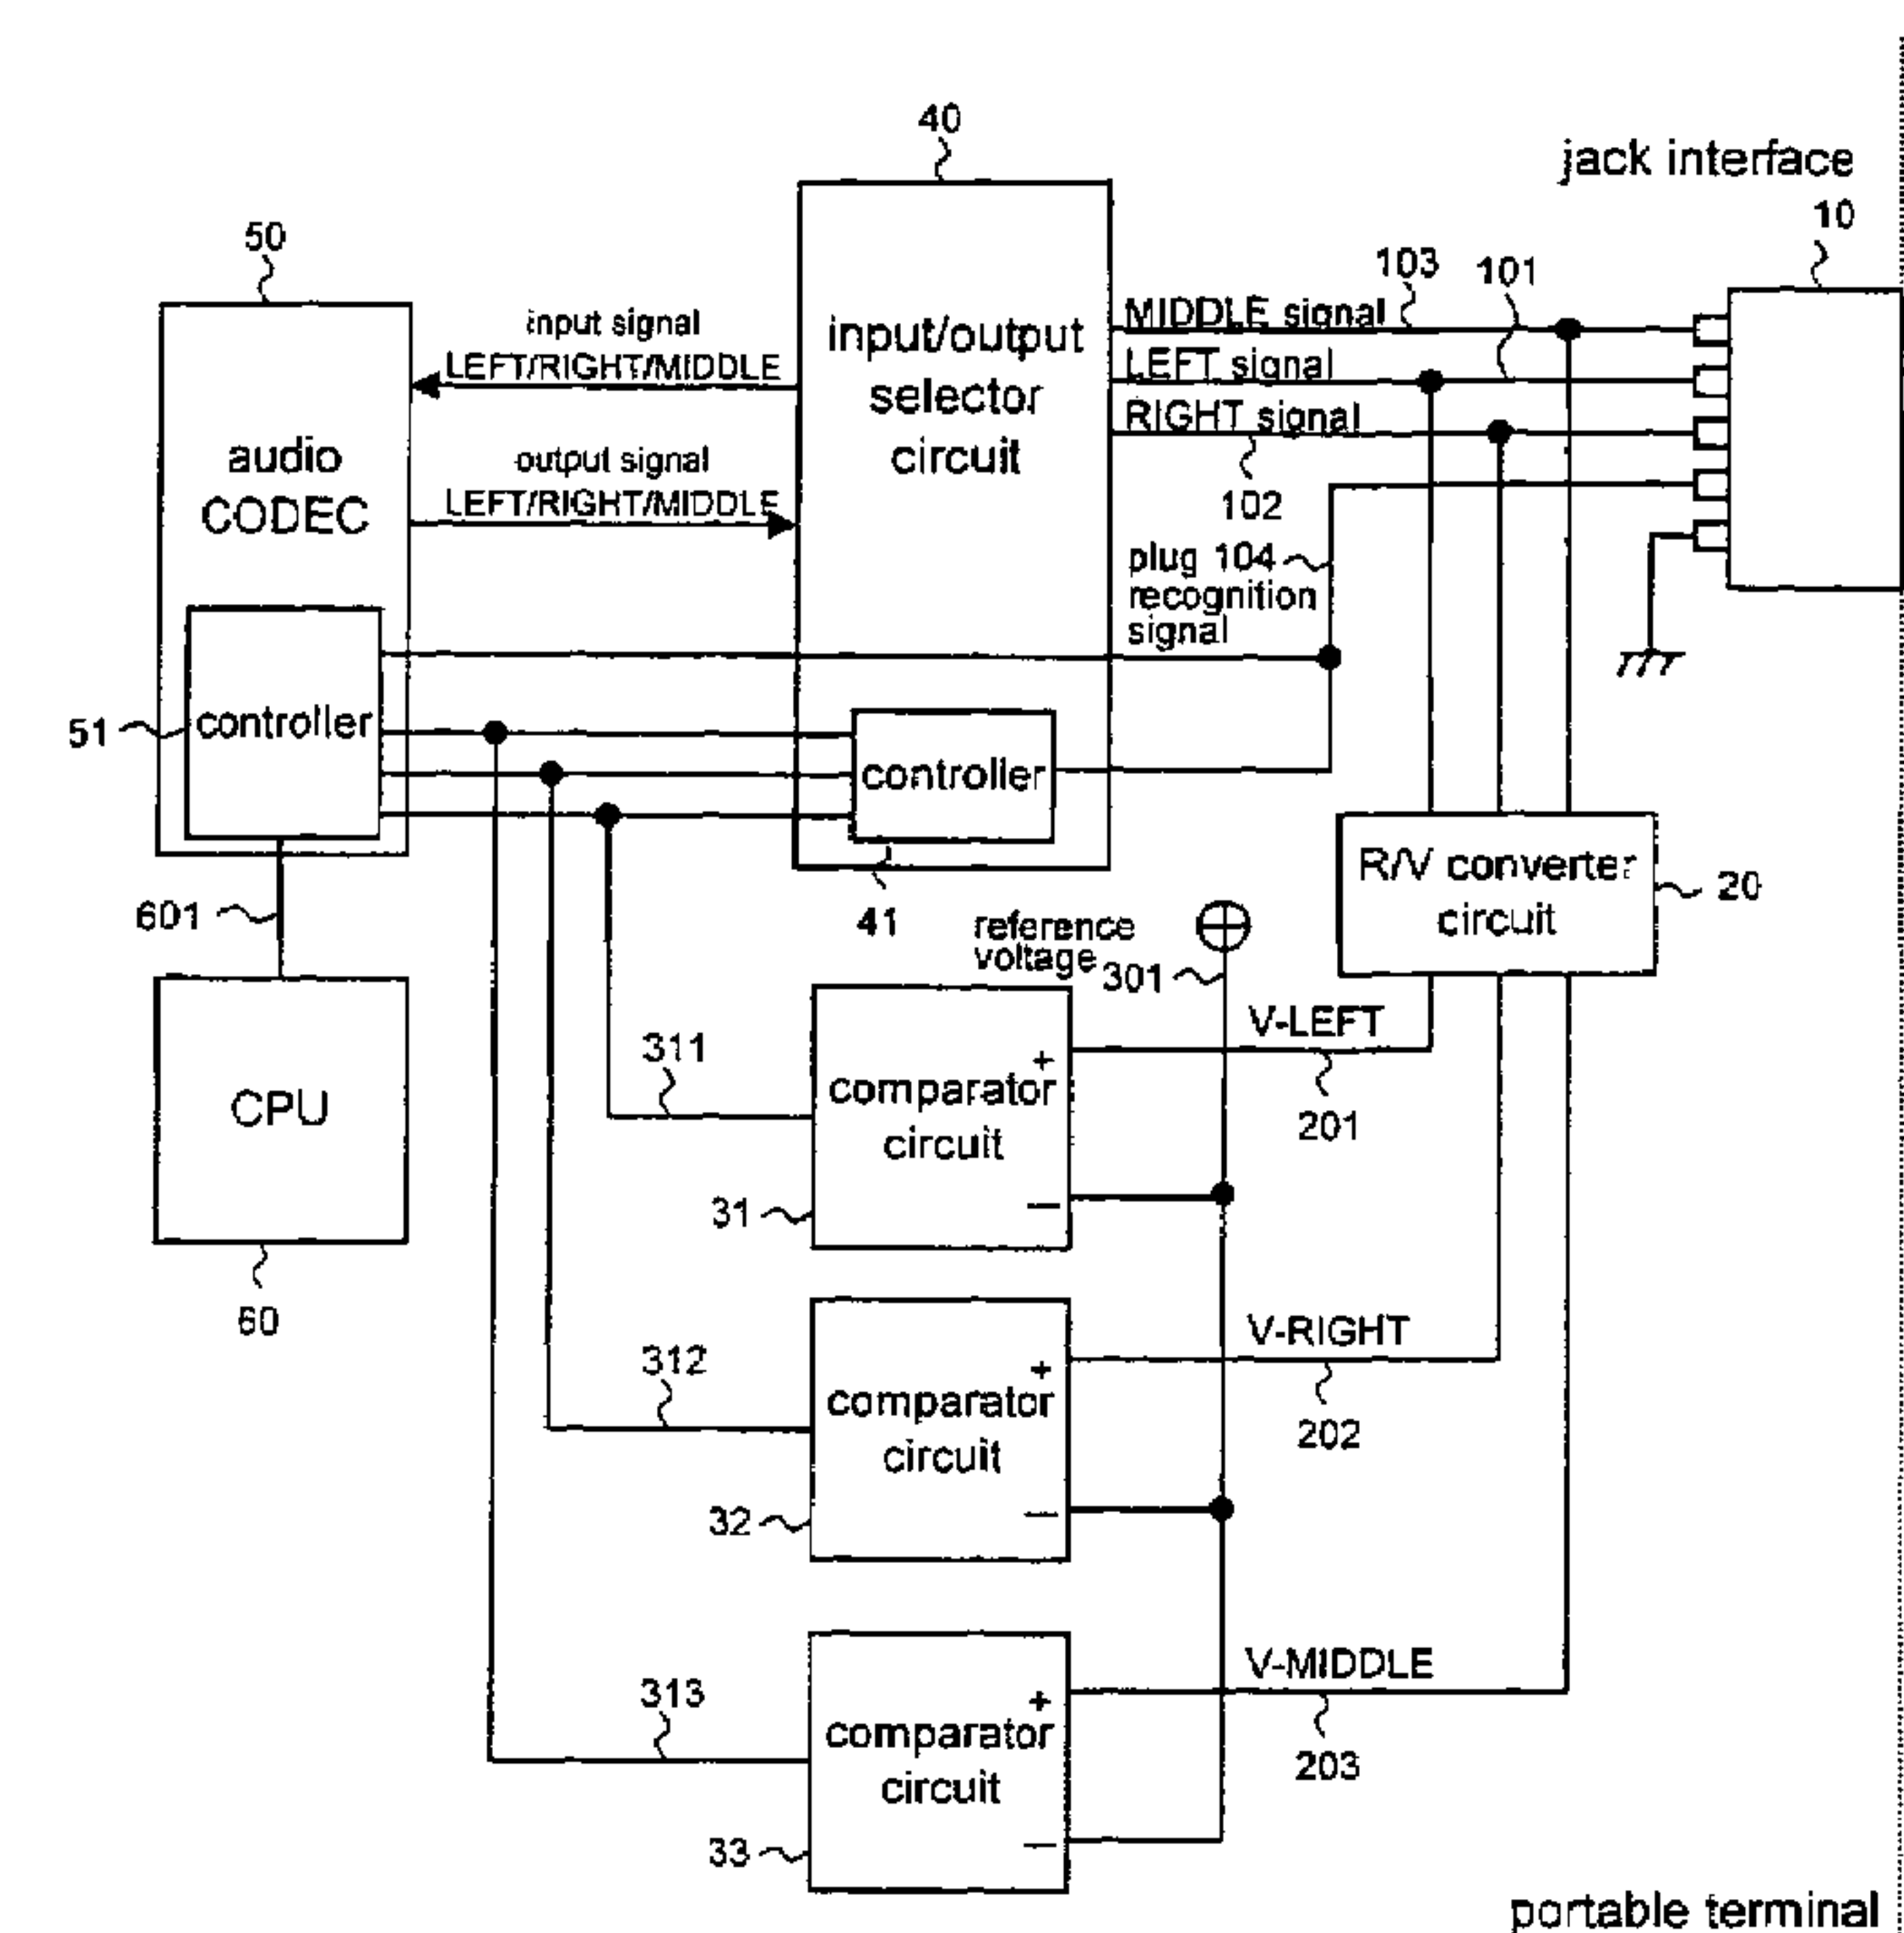 40
jack interface
10
50
103
101
input signal
LEFT/RIGHT/MIDDLE
input/output
selector
circuit
MIDDLE signal
LEFT signal
RIGHT signal
audio
CODEC
output signal
LEFT/RIGHT/MIDDLE
102
plug 104
recognition
signal
51
controller
controller
41
R/V converter
circuit
20
601
reference
voltage
301
V-LEFT
201
CPU
60
311
+
comparator
circuit
—
31
V-RIGHT
202
312
+
comparator
circuit
—
32
V-MIDDLE
203
313
+
comparator
circuit
—
33
portable terminal